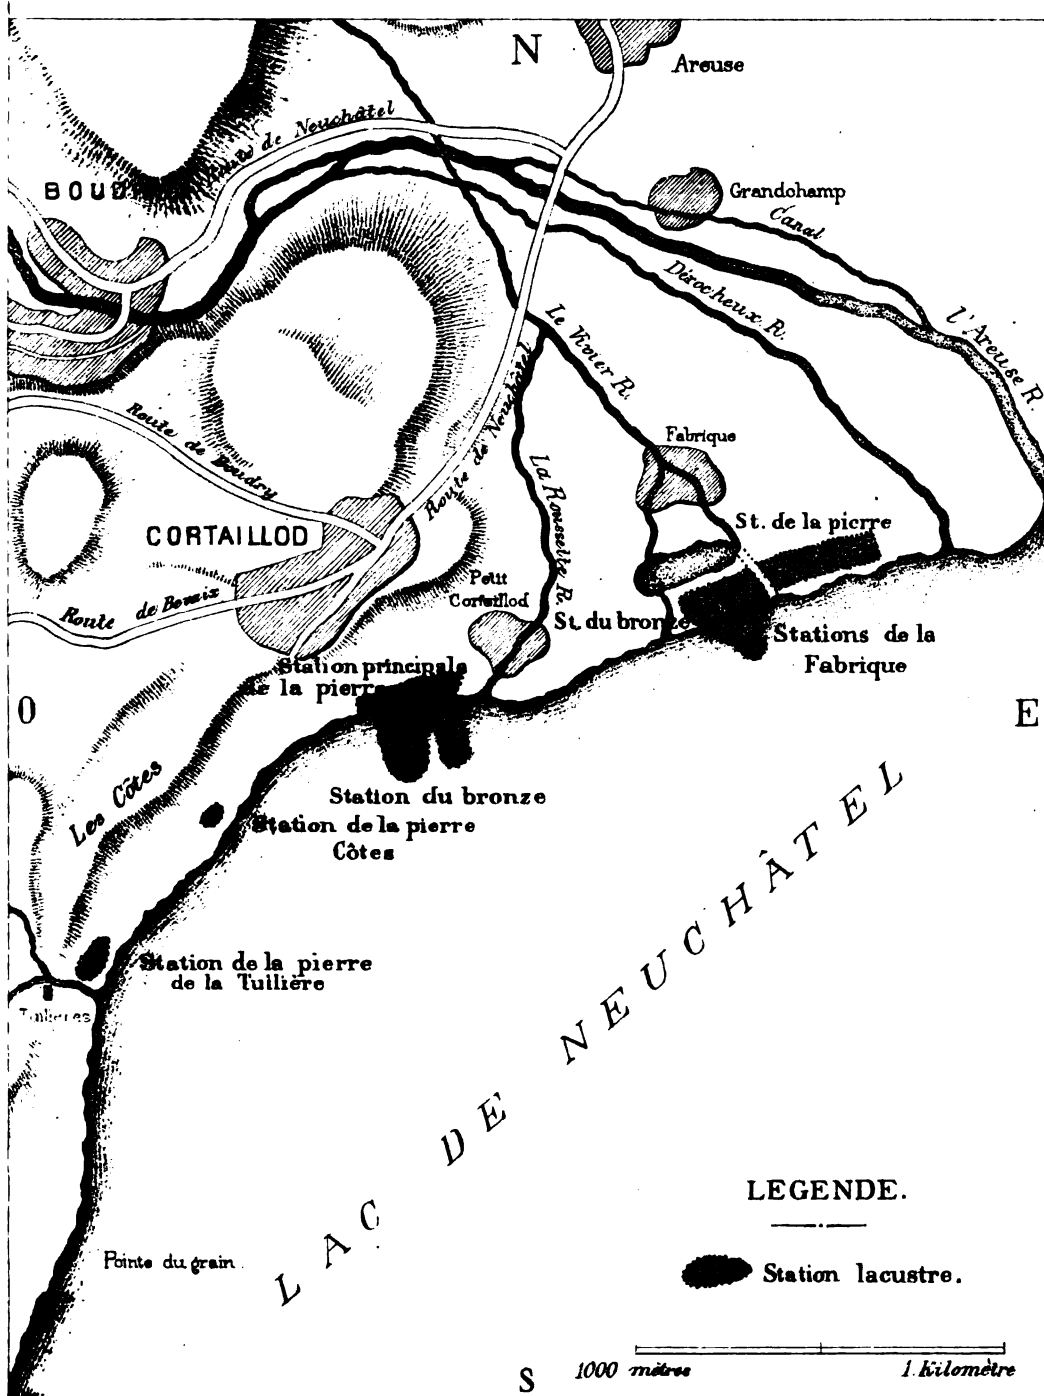 N
Areuse
Route de Neuchâtel
BOUD
Grandchamp
Canal
Dérocheux R.
l'Areuse R.
Le Vivier R.
Route de Neuchâtel
Route de Boudry
Fabrique
La Rousselle R.
CORTAILLOD
St. de la pierre
Petit
Cortaillod
Route de Bevaix
St. du bronze
Stations de la
Fabrique
Station principale
de la pierre
O
E
Les Côtes
Station du bronze
Station de la pierre
Côtes
Station de la pierre
de la Tuilière
Tuilières
LAC DE NEUCHÂTEL
LEGENDE.
Pointe du grain.
Station lacustre.
1000 mètres
1. Kilomètre
S